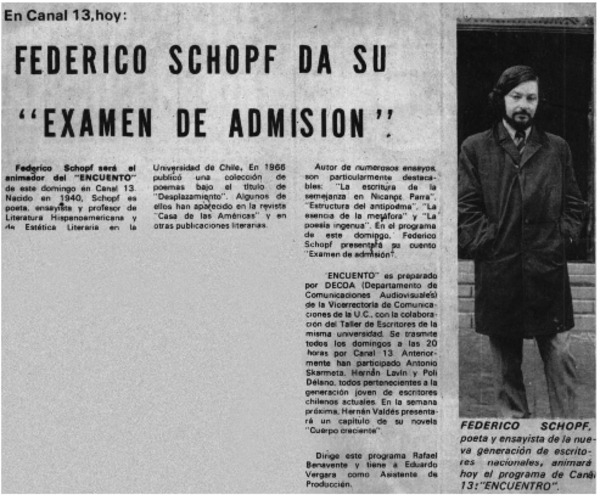 En Canal 13, hoy:
FEDERICO SCHOPF DA SU
"EXAMEN DE ADMISION".
Federico Schopf será el
animador del "ENCUENTO"
de este domingo en Canal 13.
Nacido en 1940, Schopf es
poeta, ensayista y profesor de
Literatura Hispanoamericana y
de Estética Literaria en la
Universidad de Chile. En 1966
publicó una colección de
poemas bajo el título de
"Desplazamiento". Algunos de
ellos han aparecido en la revista
"Casa de las Américas" y en
otras publicaciones literarias.
Autor de numerosos ensayos,
son particularmente destaca-
bles: "La escritura de la
semejanza en Nicanor Parra",
"Estructura del antipoema", "La
esencia de la metáfora" y "La
poesía ingenua". En el programa
de este domingo, Federico
Schopf presentará su cuento
"Examen de admisión".
"ENCUENTO" es preparado
por DECOA (Departamento de
Comunicaciones Audiovisuales)
de la Vicerrectoría de Comunica-
ciones de la U.C., con la colabora-
ción del Taller de Escritores de la
misma universidad. Se trasmite
todos los domingos a las 20
horas por Canal 13. Anterior-
mente han participado Antonio
Skarmeta, Hernán Lavín y Poli
Délano, todos pertenecientes a la
generación joven de escritores
chilenos actuales. En la semana
próxima, Hernán Valdés presenta-
rá un capítulo de su novela
"Cuerpo creciente".
Dirige este programa Rafael
Benavente y tiene a Eduardo
Vergara como Asistente de
Producción.
FEDERICO SCHOPF,
poeta y ensayista de la nue-
va generación de escrito-
res nacionales, animará
hoy el programa de Canal
13: "ENCUENTRO".